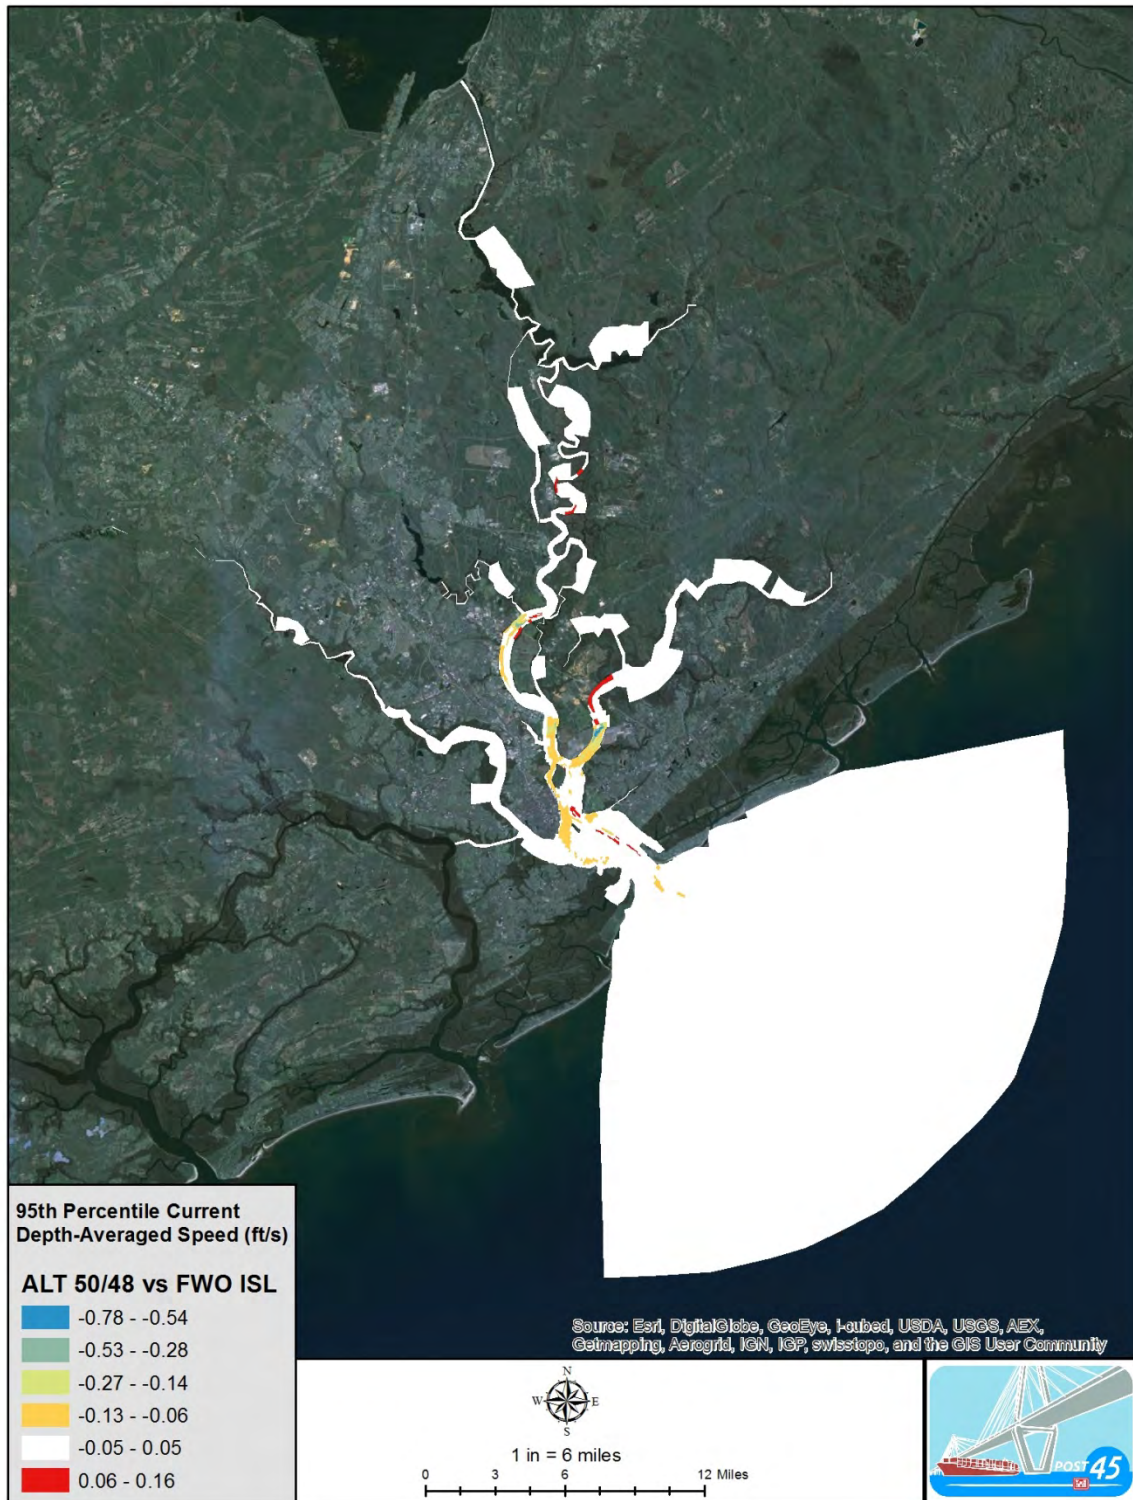 95th Percentile Current
Depth-Averaged Speed (ft/s)
ALT 50/48 vs FWO ISL
-0.78 - -0.54
-0.53 - -0.28
-0.27 - -0.14
-0.13 - -0.06
-0.05 - 0.05
0.06 - 0.16
Source: Esri, DigitalGlobe, GeoEye, i-cubed, USDA, USGS, AEX,
Getmapping, Aerogrid, IGN, IGP, swisstopo, and the GIS User Community
N
W E
S
1 in = 6 miles
0 3 6 12 Miles
POST 45